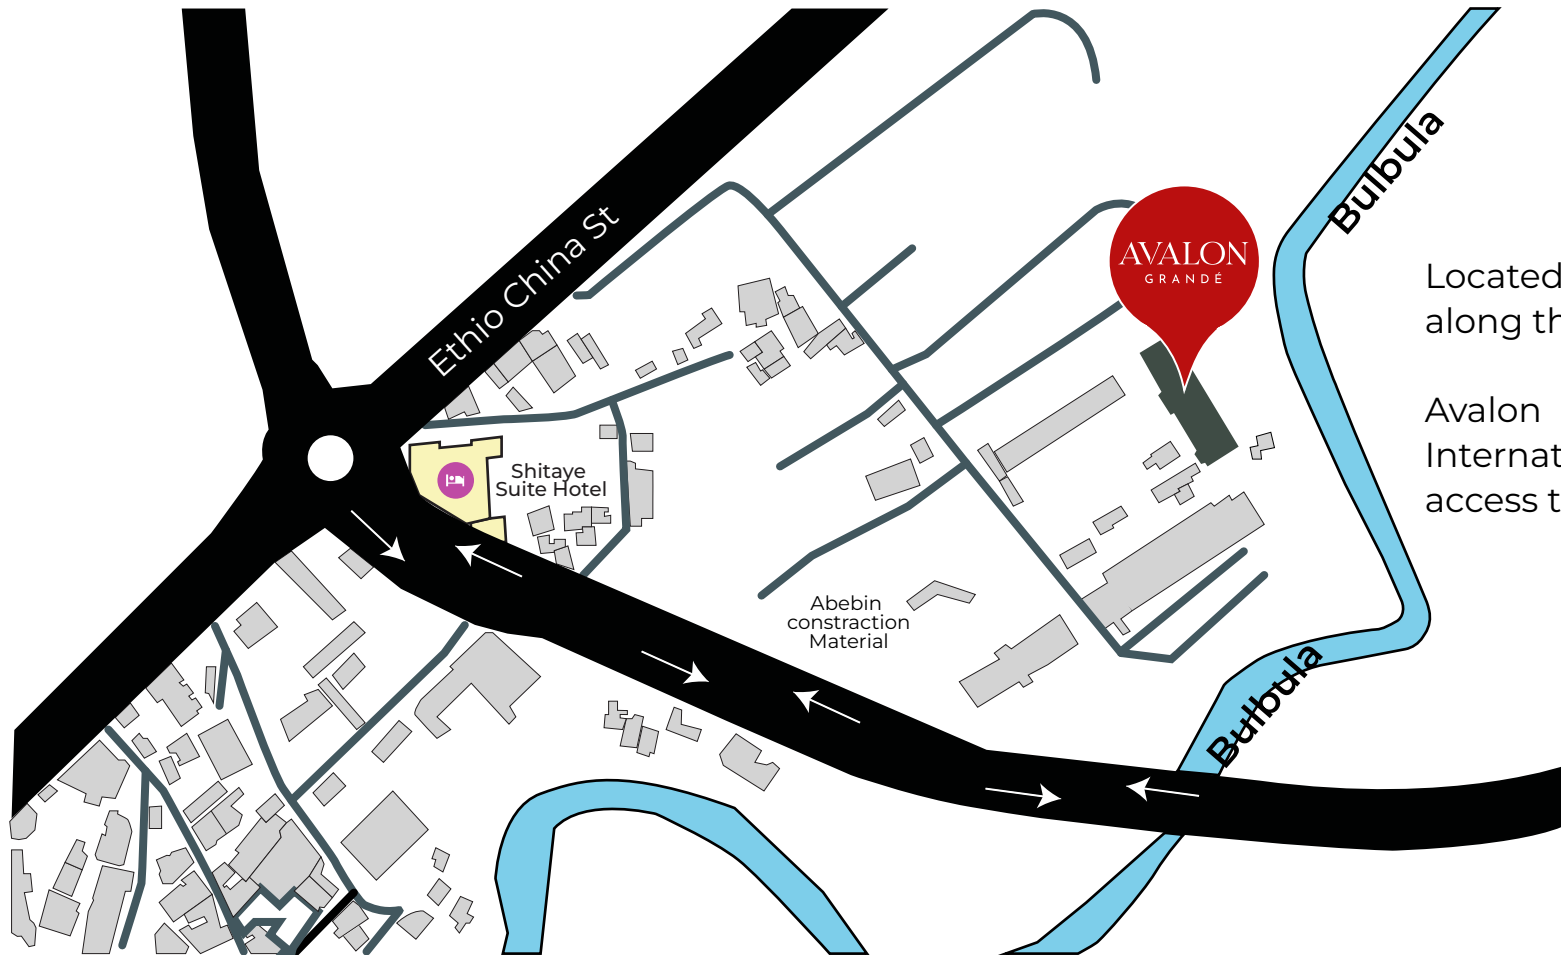 Ethio China St
Bulbula
AVALON
GRANDÉ
Located
along th
Avalon
Internat
access t
Shitaye
Suite Hotel
Abebin
constraction
Material
Bulbula